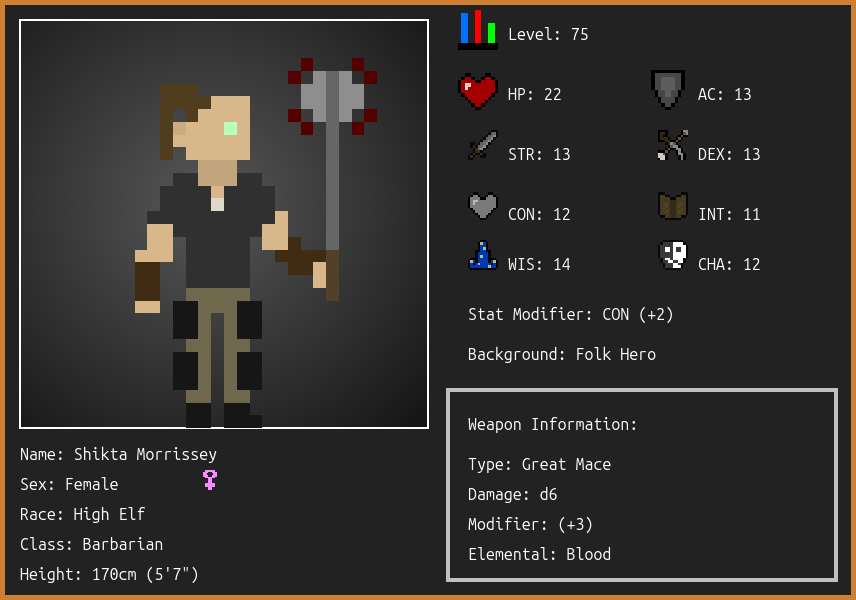 Level: 75
HP: 22
AC: 13
STR: 13
DEX: 13
CON: 12
INT: 11
WIS: 14
CHA: 12
Stat Modifier: CON (+2)
Background: Folk Hero
Weapon Information:
Type: Great Mace
Damage: d6
Modifier: (+3)
Elemental: Blood
Name: Shikta Morrissey
Sex: Female
Race: High Elf
Class: Barbarian
Height: 170cm (5'7")